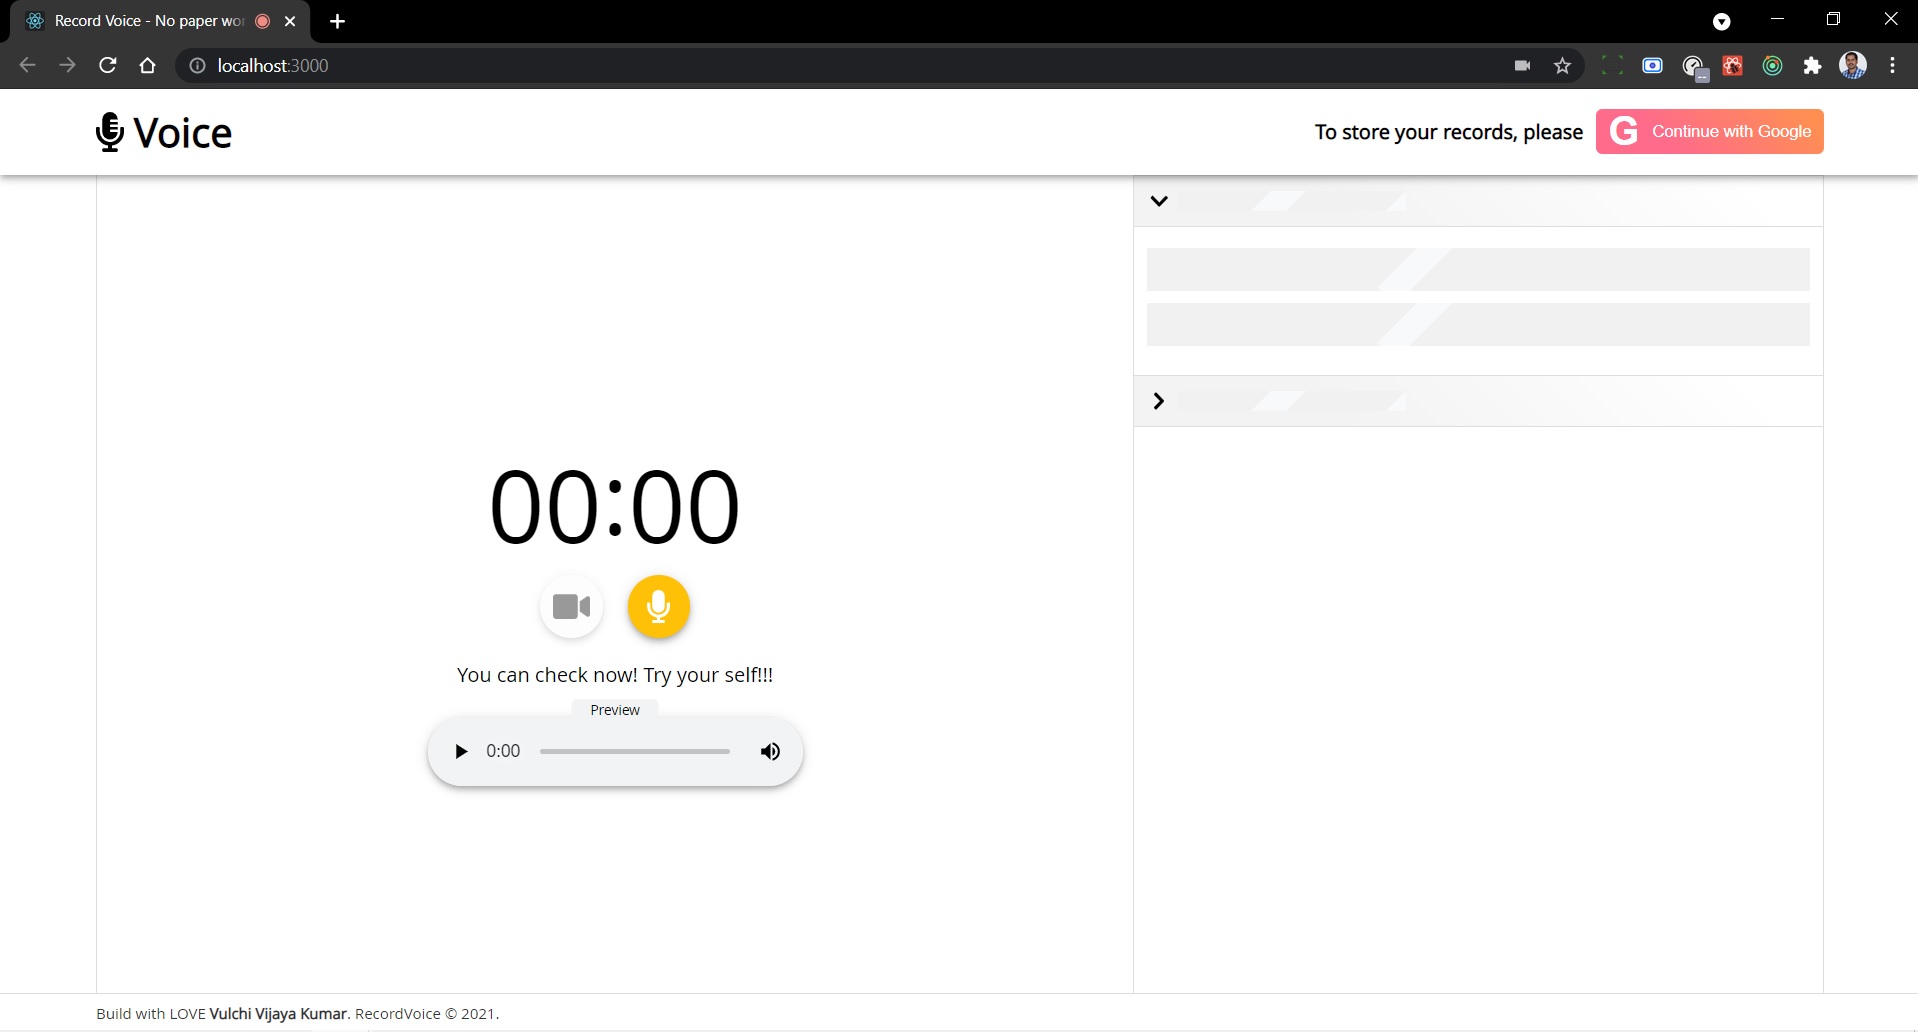 Record Voice - No paper wor
localhost:3000
Voice
To store your records, please
G Continue with Google
00:00
You can check now! Try your self!!!
Preview
0:00
Build with LOVE Vulchi Vijaya Kumar. RecordVoice © 2021.